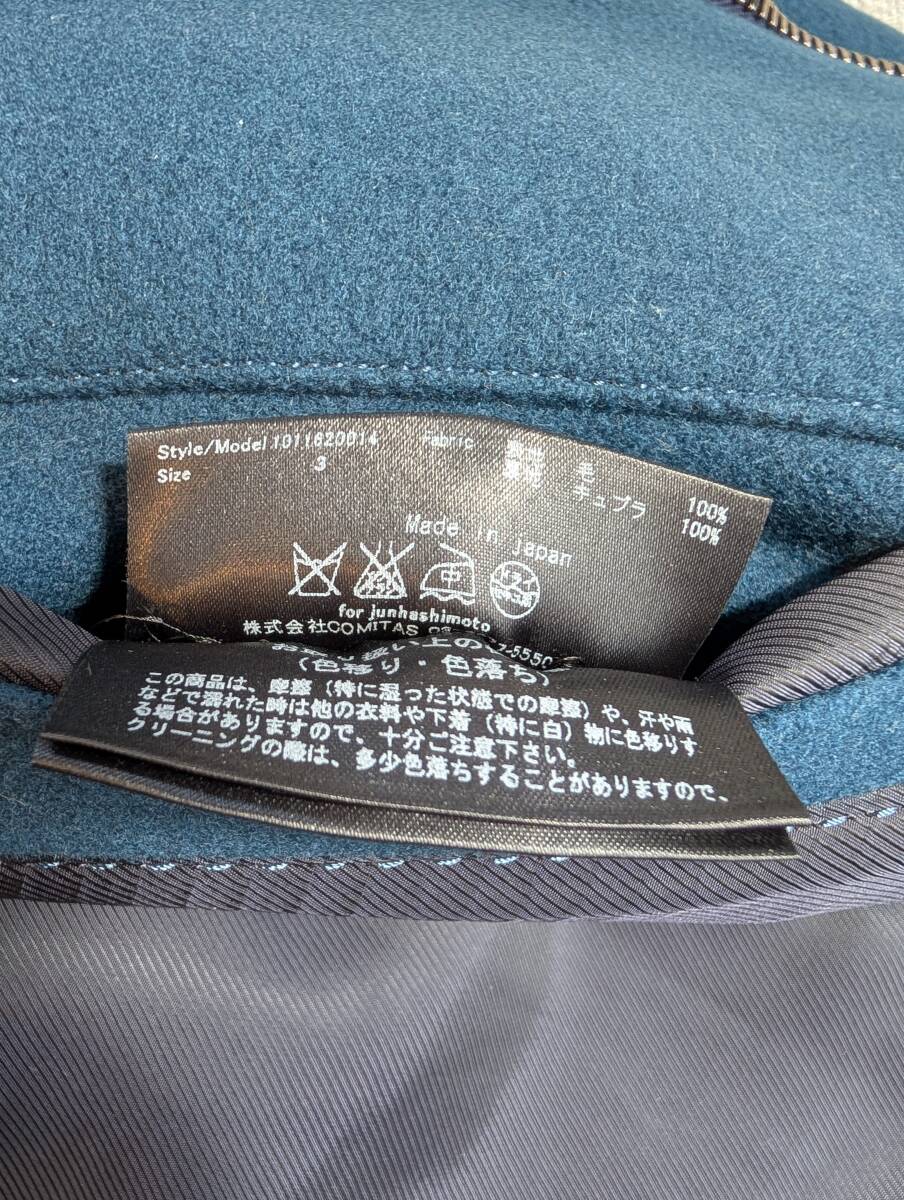 Style/Model 1011620014 Fabric 毛 100%
Size 3 キュプラ 100%
Made in japan
中
ドライ
for junhashimoto
株式会社COMITAS
7-5550
(色移り・色落ち)
この商品は、摩擦(特に湿った状態での摩擦)や、汗や雨
などで濡れた時は他の衣料や下着(特に白)物に色移りす
る場合がありますので、十分ご注意下さい。
クリーニングの際は、多少色落ちすることがありますので、